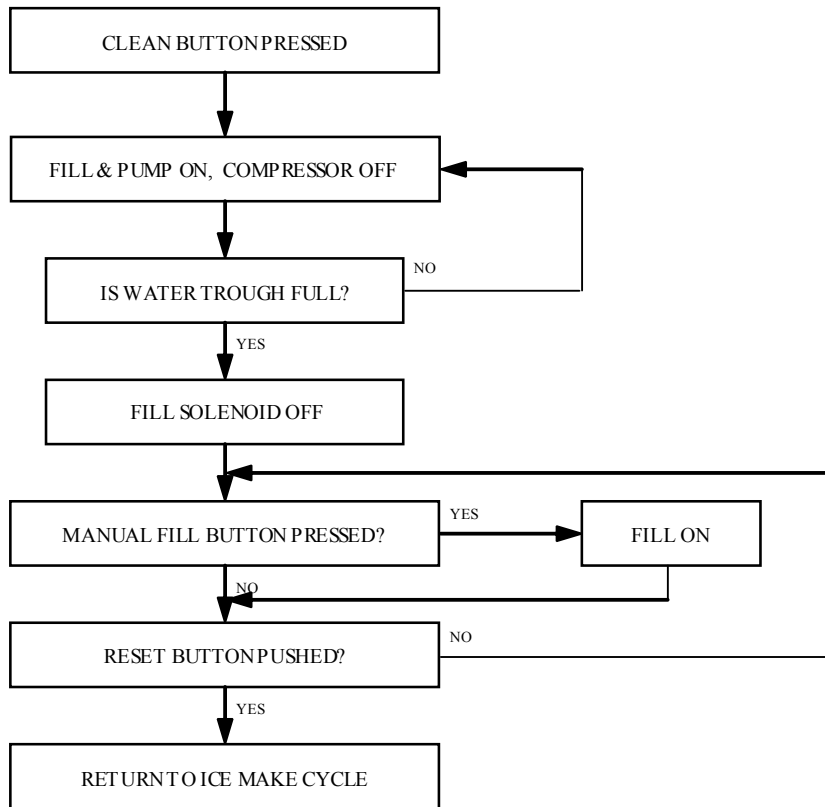 CLEAN BUTTON PRESSED
FILL & PUMP ON, COMPRESSOR OFF
NO
IS WATER TROUGH FULL?
YES
FILL SOLENOID OFF
YES
MANUAL FILL BUTTON PRESSED?
FILL ON
NO
NO
RESET BUTTON PUSHED?
YES
RETURN TO ICE MAKE CYCLE